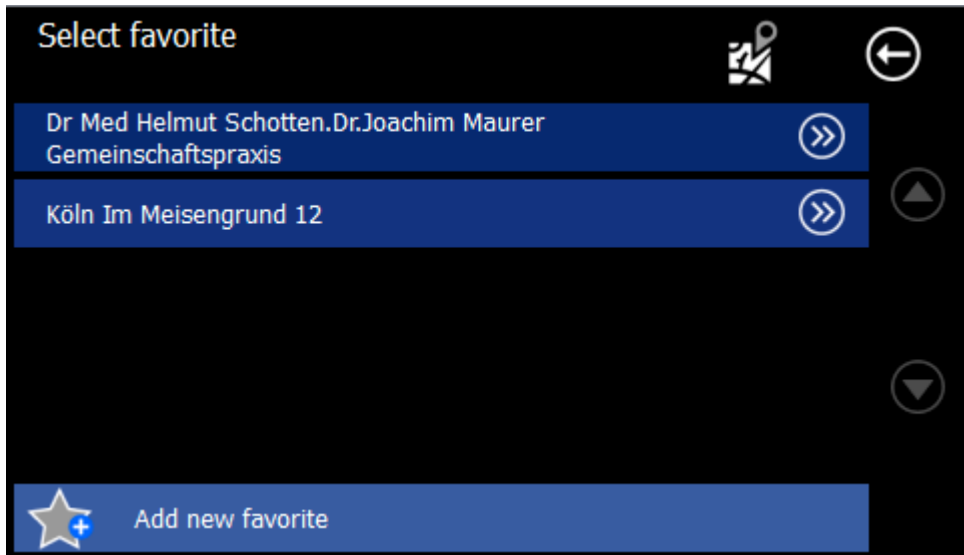 Select favorite
Dr Med Helmut Schotten.Dr.Joachim Maurer
Gemeinschaftspraxis
Köln Im Meisengrund 12
Add new favorite